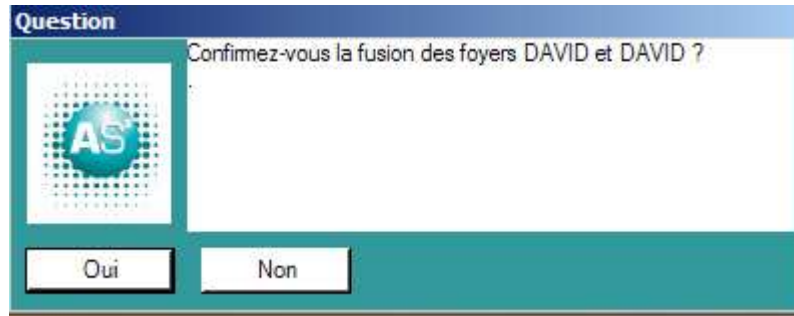 Question
Confirmez-vous la fusion des foyers DAVID et DAVID ?
.
AS
Oui
Non